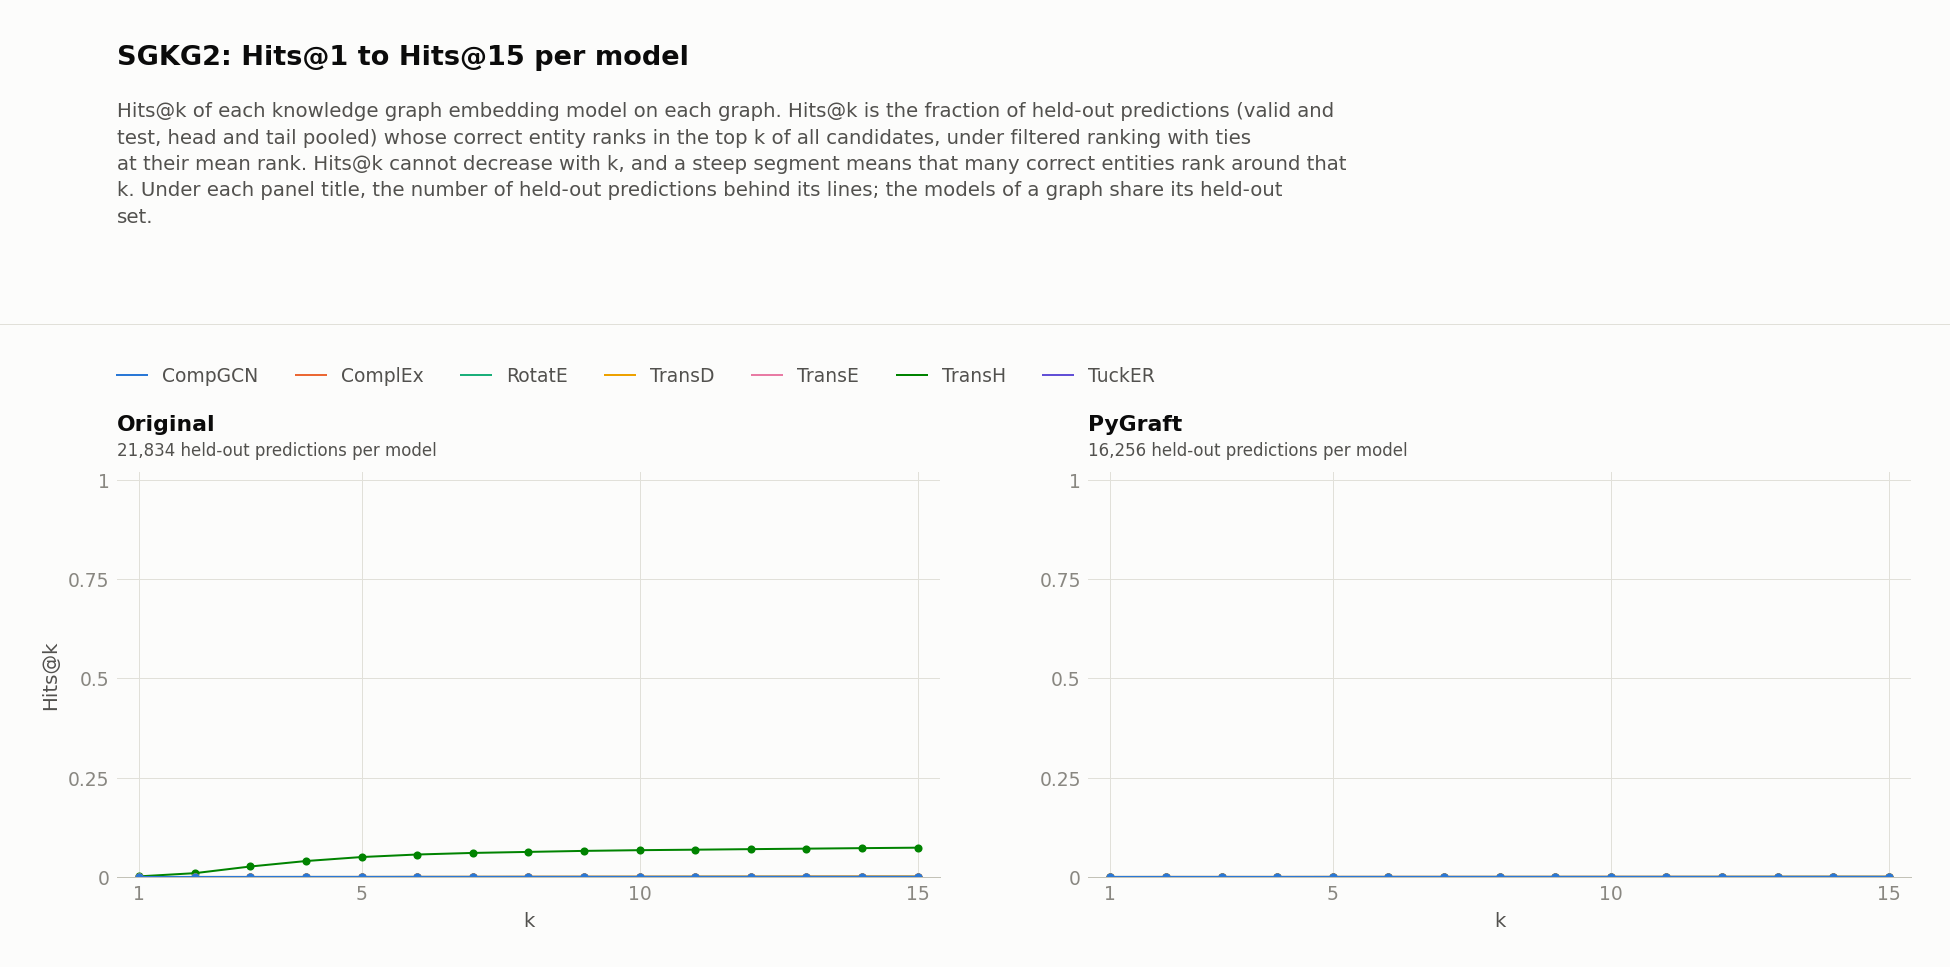 SGKG2: Hits@1 to Hits@15 per model
Hits@k of each knowledge graph embedding model on each graph. Hits@k is the fraction of held-out predictions (valid and
test, head and tail pooled) whose correct entity ranks in the top k of all candidates, under filtered ranking with ties
at their mean rank. Hits@k cannot decrease with k, and a steep segment means that many correct entities rank around that
k. Under each panel title, the number of held-out predictions behind its lines; the models of a graph share its held-out
set.
CompGCN ComplEx RotatE TransD TransE TransH TuckER
Original
21,834 held-out predictions per model
1
0.75
0.5
0.25
0
Hits@k
1 5 10 15
k
PyGraft
16,256 held-out predictions per model
1
0.75
0.5
0.25
0
1 5 10 15
k